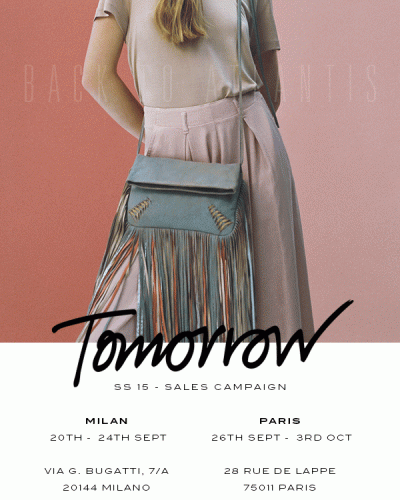 BACK TO ATLANTIS
Tomorrow
SS 15 - SALES CAMPAIGN
MILAN
20TH - 24TH SEPT
VIA G. BUGATTI, 7/A
20144 MILANO
PARIS
26TH SEPT - 3RD OCT
28 RUE DE LAPPE
75011 PARIS